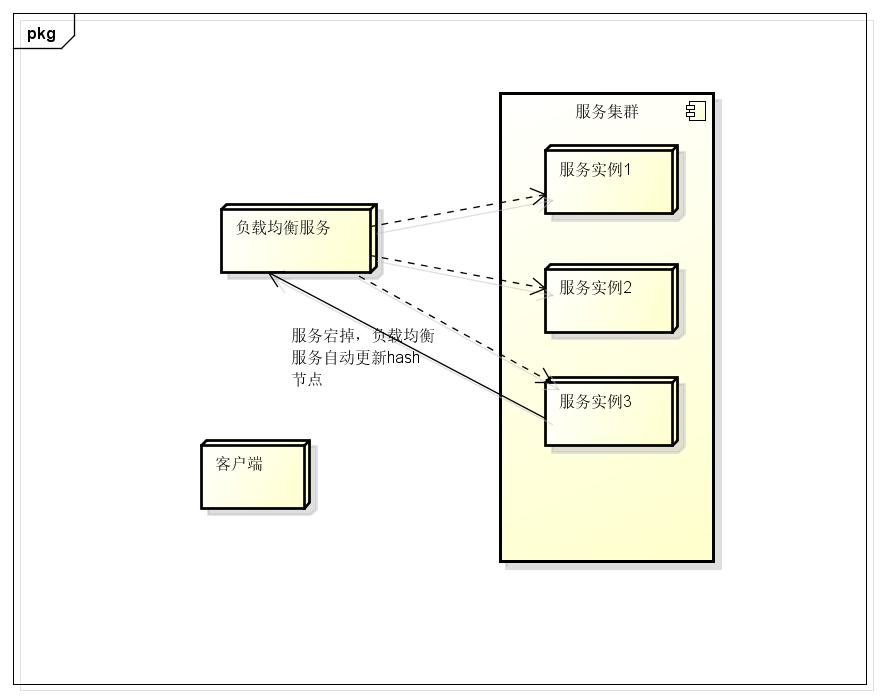 pkg
服务集群
服务实例1
负载均衡服务
服务实例2
服务宕掉，负载均衡
服务自动更新hash
节点
服务实例3
客户端